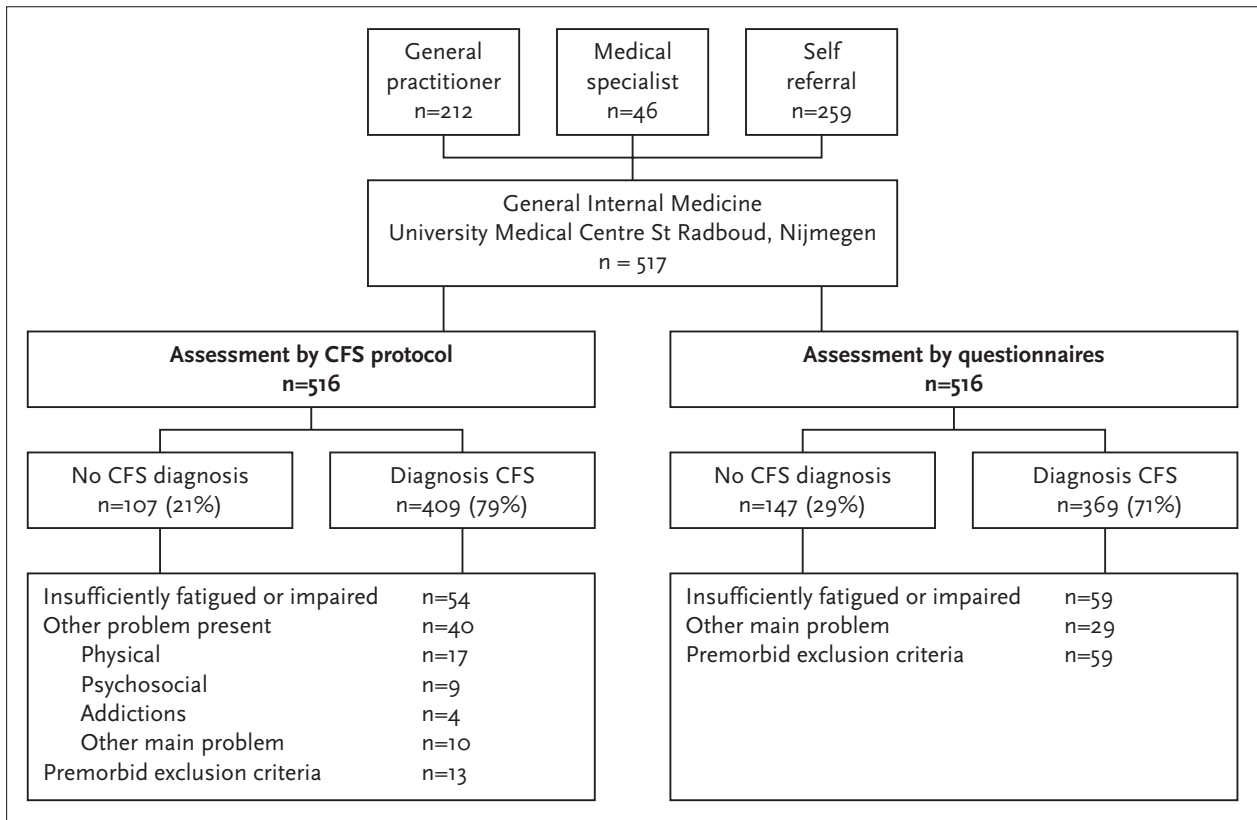 General
practitioner
n=212
Medical
specialist
n=46
Self
referral
n=259
General Internal Medicine
University Medical Centre St Radboud, Nijmegen
n = 517
Assessment by CFS protocol
n=516
Assessment by questionnaires
n=516
No CFS diagnosis
n=107 (21%)
Diagnosis CFS
n=409 (79%)
No CFS diagnosis
n=147 (29%)
Diagnosis CFS
n=369 (71%)
Insufficiently fatigued or impaired n=54
Other problem present n=40
Physical n=17
Psychosocial n=9
Addictions n=4
Other main problem n=10
Premorbid exclusion criteria n=13
Insufficiently fatigued or impaired n=59
Other main problem n=29
Premorbid exclusion criteria n=59